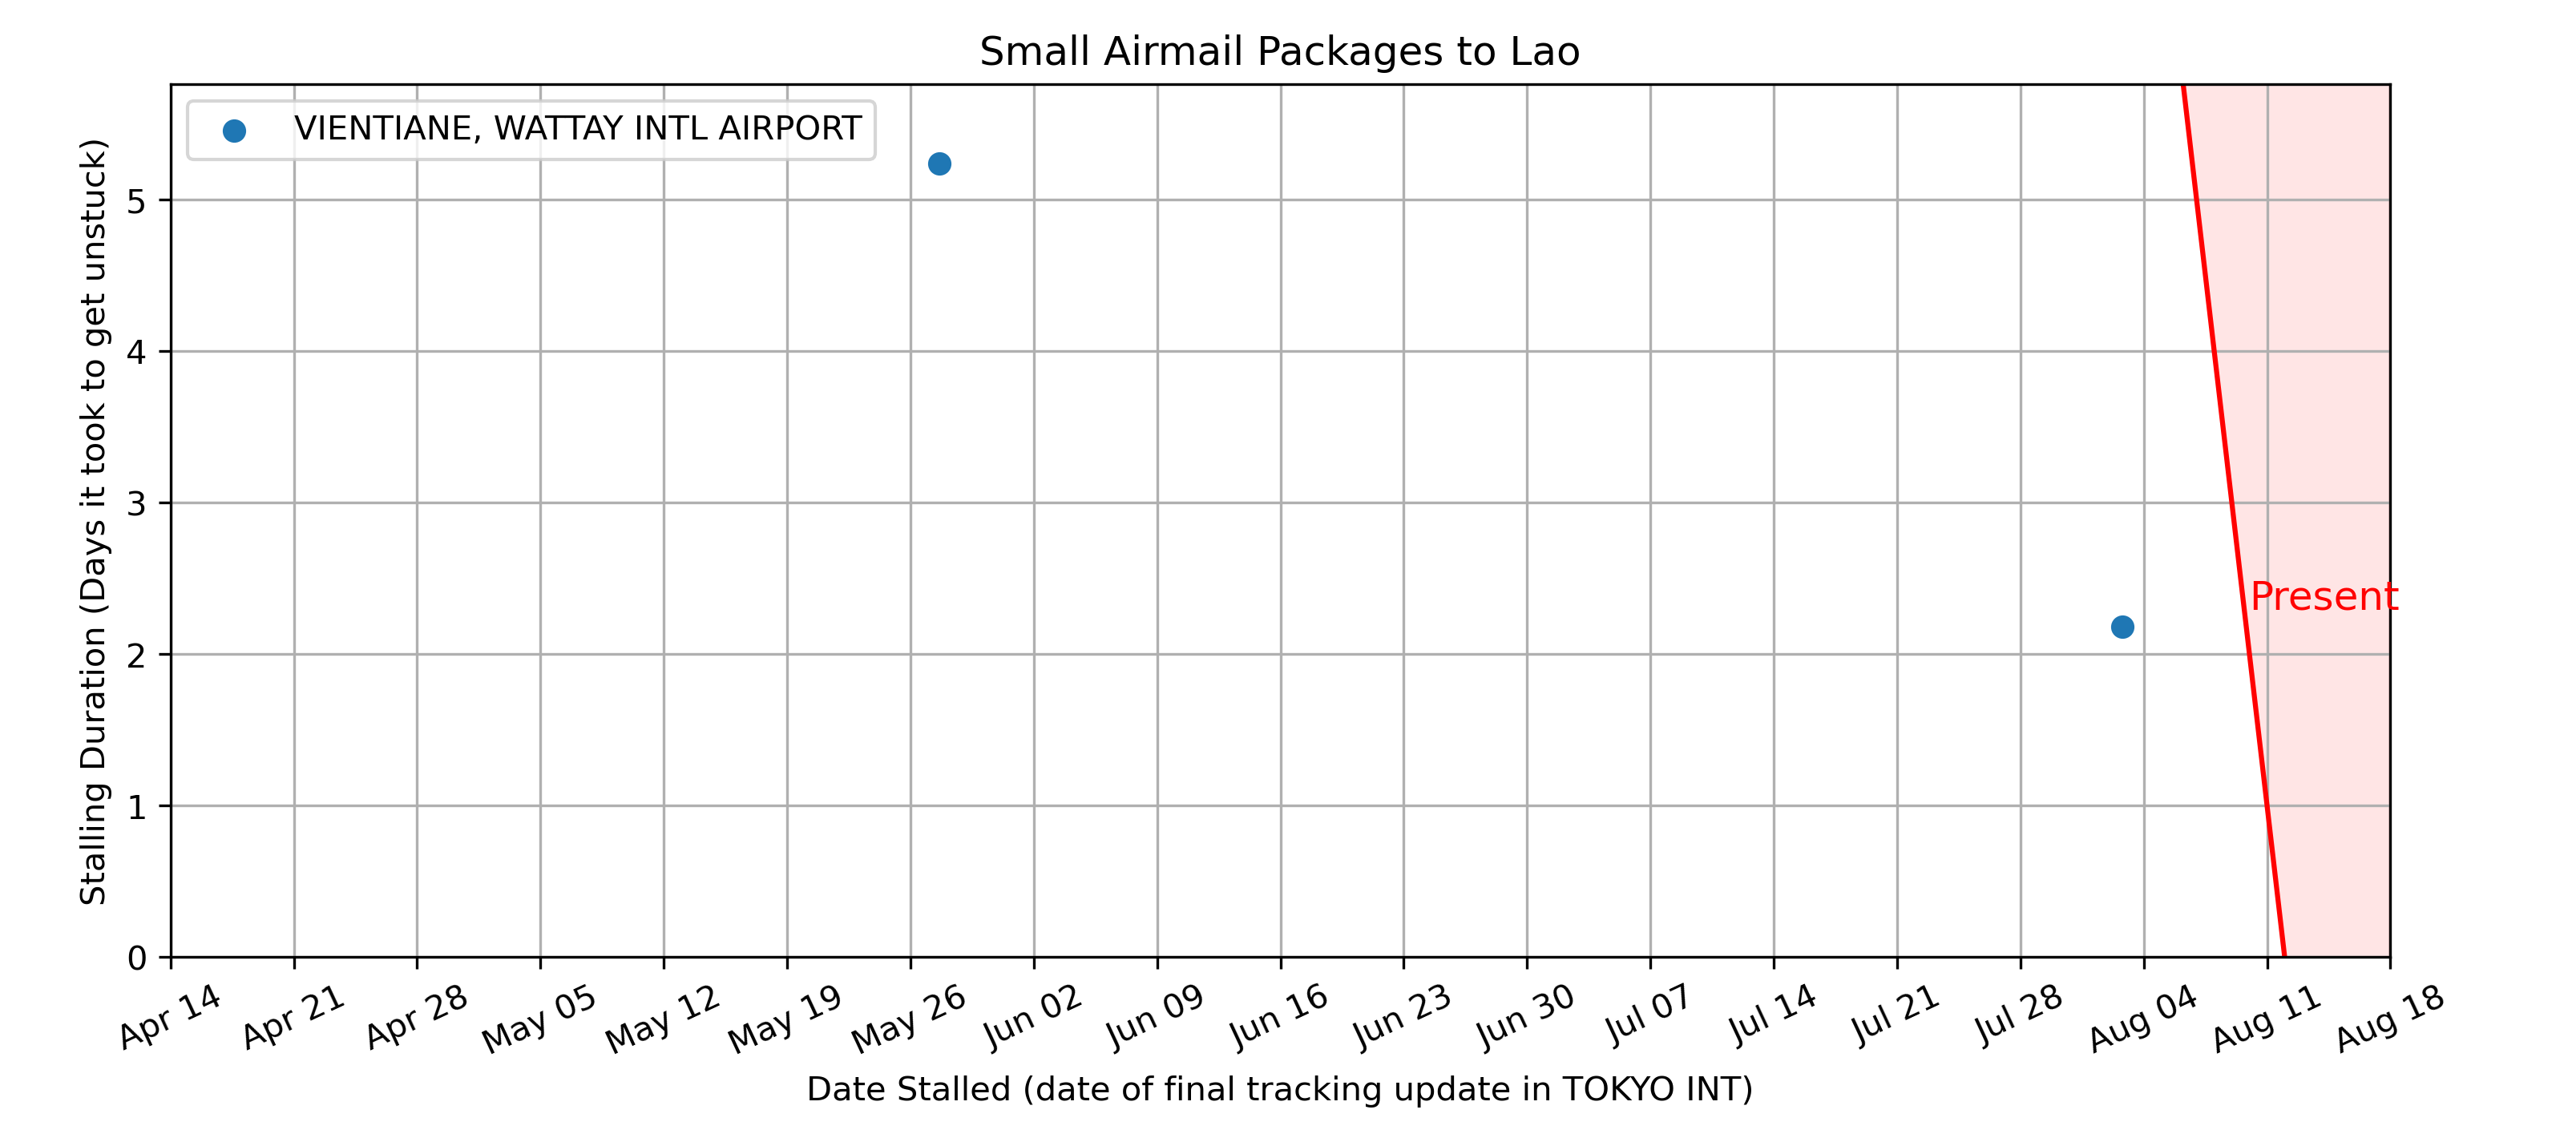 Small Airmail Packages to Lao
VIENTIANE, WATTAY INTL AIRPORT
Stalling Duration (Days it took to get unstuck)
5
4
3
2
1
0
Present
Apr 14
Apr 21
Apr 28
May 05
May 12
May 19
May 26
Jun 02
Jun 09
Jun 16
Jun 23
Jun 30
Jul 07
Jul 14
Jul 21
Jul 28
Aug 04
Aug 11
Aug 18
Date Stalled (date of final tracking update in TOKYO INT)